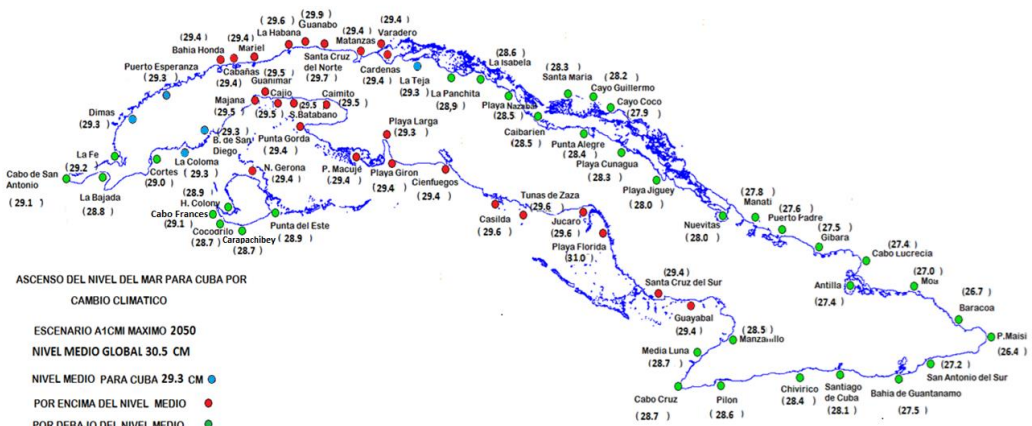 (29.9 )
(29.6 )
Guanabo
La Habana
(29.4 )
(29.4 )
Matanzas
Varadero
(29.4 )
(29.4 )
Bahia Honda
Mariel
Santa Cruz
del Norte
(29.7 )
Puerto Esperanza
(29.3 )
Cabañas
(29.4 )
(29.5 )
Guanimar
Cardenas
(29.4 )
La Teja
(29.3 )
(28.6 )
La Isabela
La Panchita
(28,9 )
(28.3 )
Santa Maria
(28.2 )
Cayo Guillermo
Cayo Coco
(27.9 )
Majana
(29.5 )
Cajio
(29.5 )
(29.5 )
S.Batabano
Caimito
(29.5 )
Playa Nazabal
(28.5 )
Caibarien
(28.5 )
Dimas
(29.3 )
(29.3 )
B. de San
Diego
Punta Gorda
(29.4 )
Playa Larga
(29.3 )
Punta Alegre
(28.4 )
Playa Cunagua
(28.3 )
La Fe
(29.2 )
La Coloma
(29.3 )
Cortes
(29.0 )
N. Gerona
(29.4 )
P. Macujé
(29.4 )
Playa Giron
(29.4 )
Cienfuegos
(29.4 )
Playa Jiguey
(28.0 )
Cabo de San
Antonio
(29.1 )
La Bajada
(28.8 )
(28.9 )
H. Colony
Cabo Frances
(29.1 )
Cocodrilo
(28.7 )
Carapachibey
(28.7 )
Punta del Este
(28.9 )
Casilda
(29.6 )
Tunas de Zaza
(29.6 )
Jucaro
(29.6 )
Playa Florida
(31.0 )
Nuevitas
(28.0 )
(27.8 )
Manati
(27.6 )
Puerto Padre
(27.5 )
Gibara
(27.4 )
Cabo Lucrecia
(29.4 )
Santa Cruz del Sur
Guayabal
(29.4 )
Antilla
(27.4 )
(27.0 )
Moa
(26.7 )
Baracoa
P.Maisi
(26.4 )
(28.5 )
Manzanillo
Media Luna
(28.7 )
Cabo Cruz
(28.7 )
Pilon
(28.6 )
Chivirico
(28.4 )
Santiago
de Cuba
(28.1 )
(27.2 )
San Antonio del Sur
Bahia de Guantanamo
(27.5 )
ASCENSO DEL NIVEL DEL MAR PARA CUBA POR
CAMBIO CLIMATICO
ESCENARIO A1CMI MAXIMO 2050
NIVEL MEDIO GLOBAL 30.5 CM
NIVEL MEDIO PARA CUBA 29.3 CM
POR ENCIMA DEL NIVEL MEDIO
POR DEBAJO DEL NIVEL MEDIO